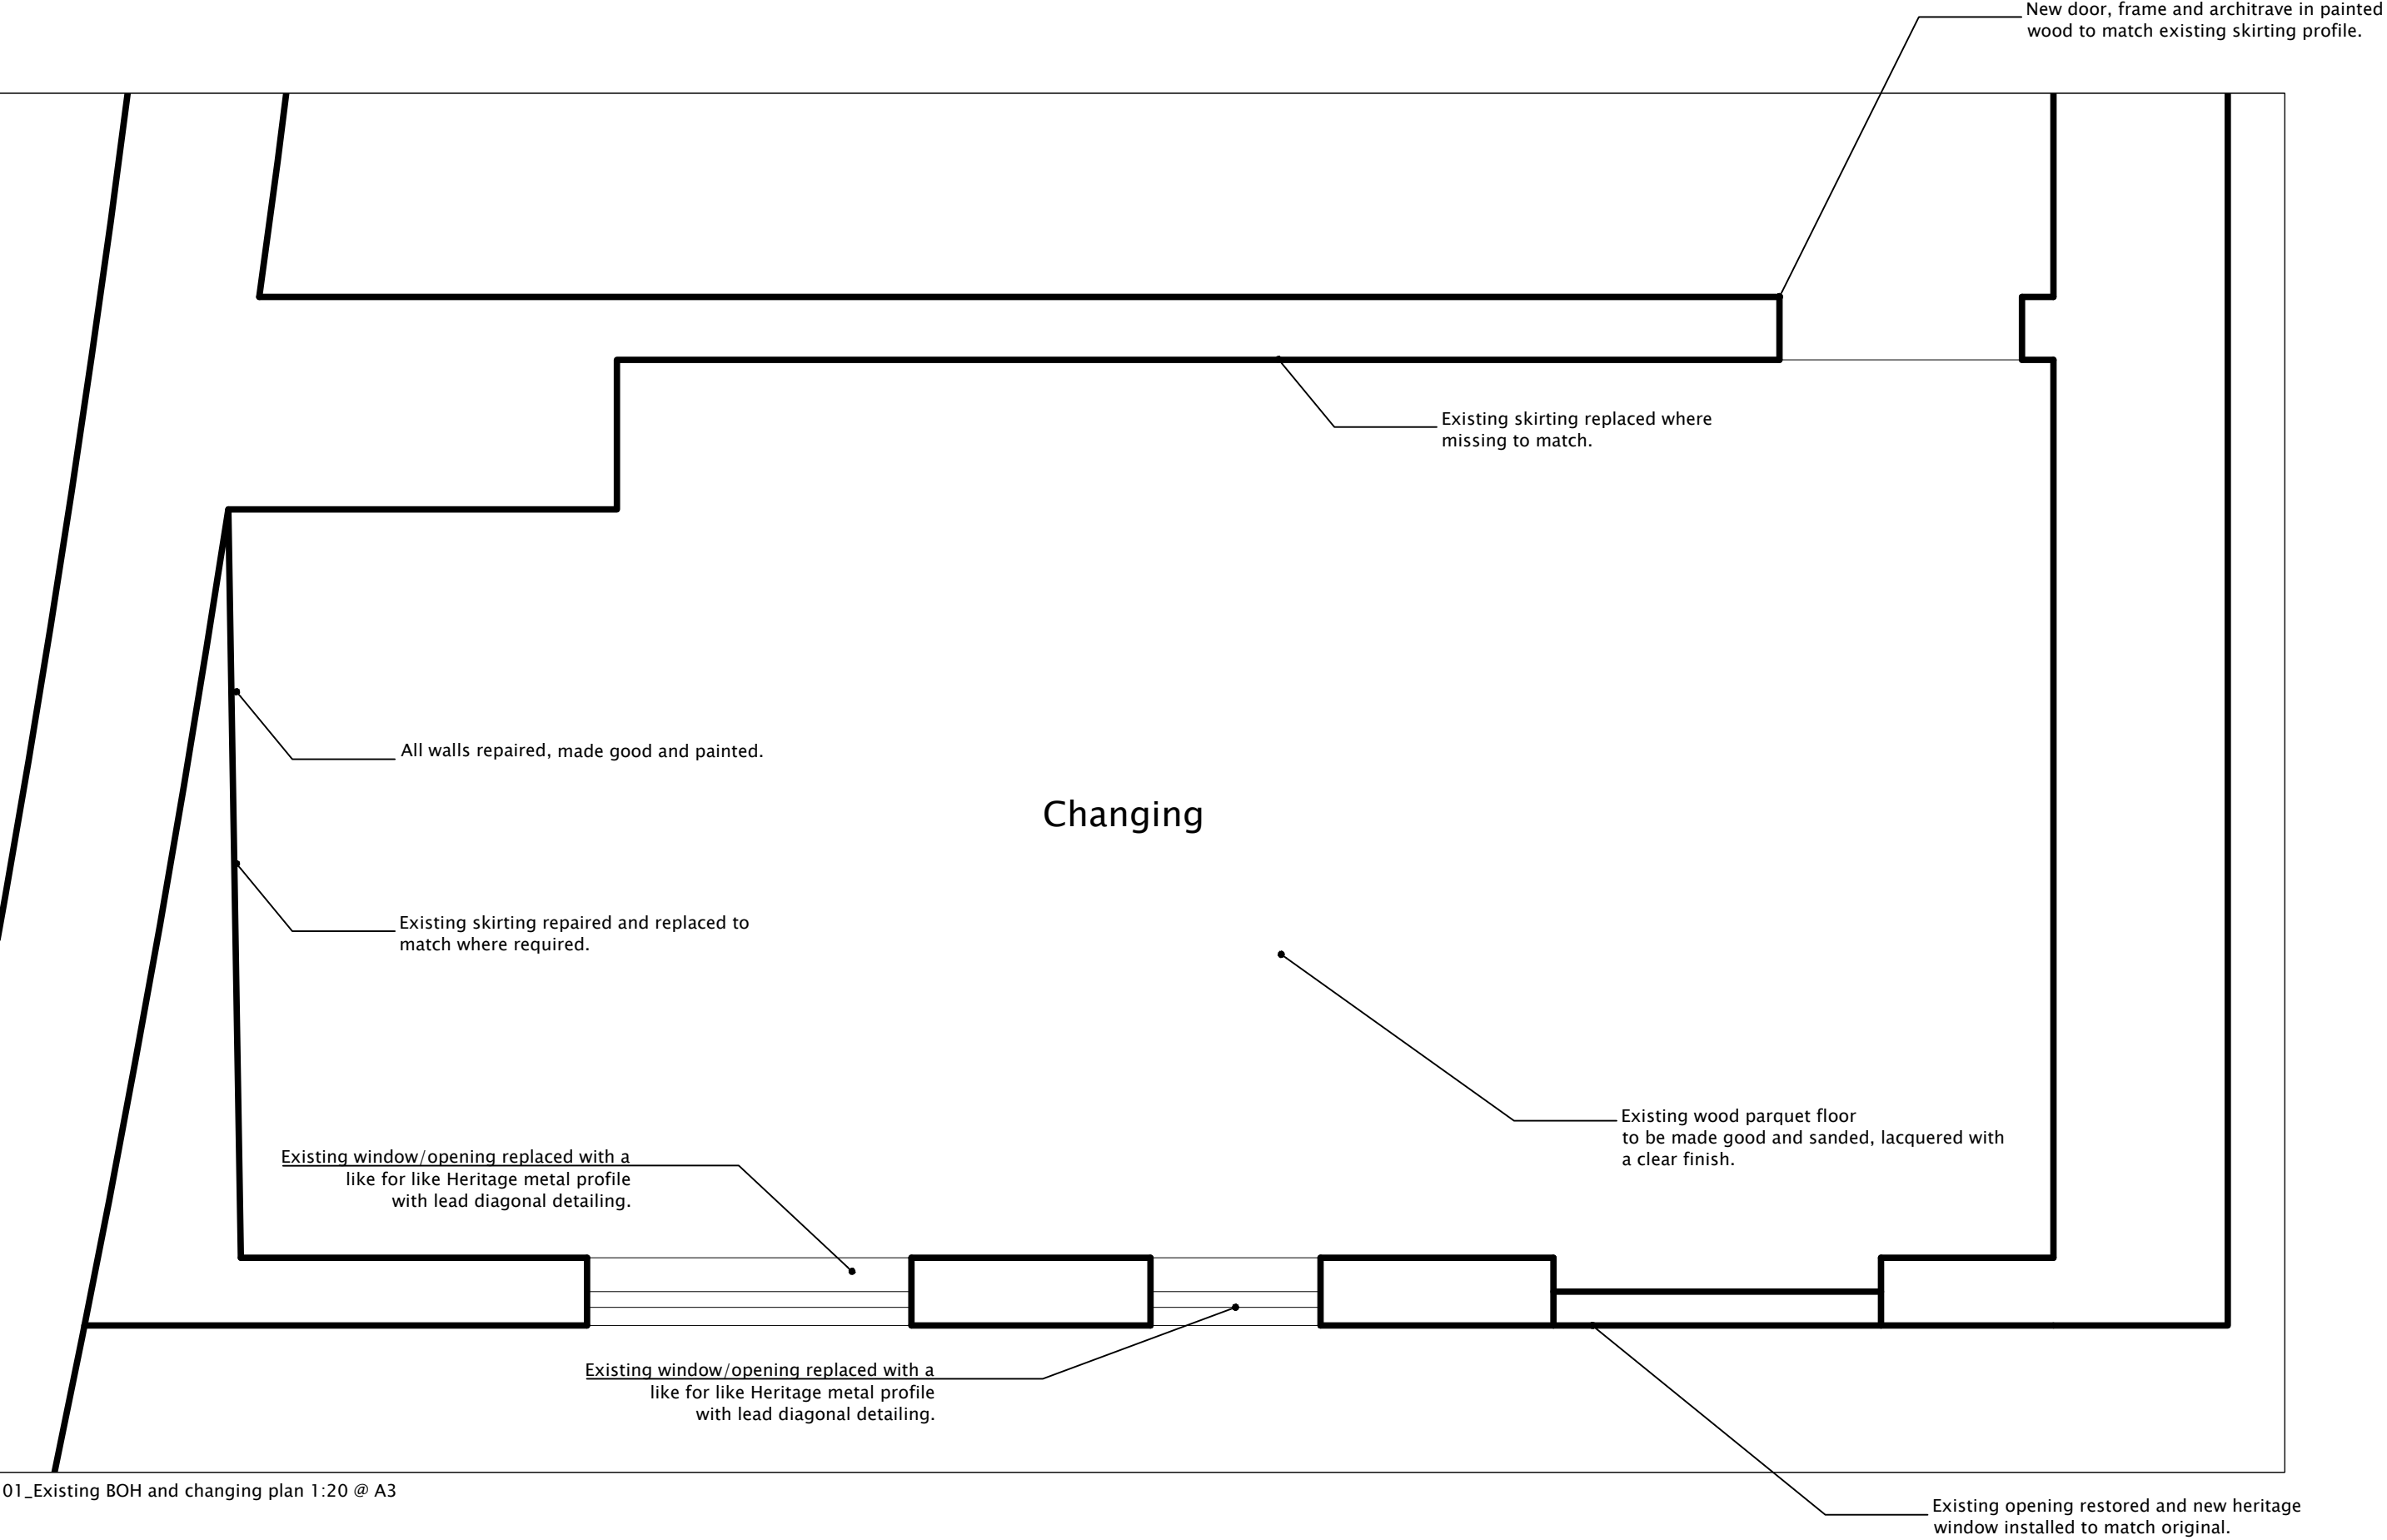 New door, frame and architrave in painted
wood to match existing skirting profile.
Existing skirting replaced where
missing to match.
All walls repaired, made good and painted.
Changing
Existing skirting repaired and replaced to
match where required.
Existing wood parquet floor
to be made good and sanded, lacquered with
a clear finish.
Existing window/opening replaced with a
like for like Heritage metal profile
with lead diagonal detailing.
Existing window/opening replaced with a
like for like Heritage metal profile
with lead diagonal detailing.
01_Existing BOH and changing plan 1:20 @ A3
Existing opening restored and new heritage
window installed to match original.